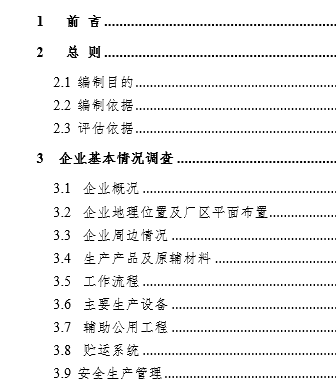 1 前 言
2 总 则
2.1 编制目的
2.2 编制依据
2.3 评估依据
3 企业基本情况调查
3.1 企业概况
3.2 企业地理位置及厂区平面布置
3.3 企业周边情况
3.4 生产产品及原辅材料
3.5 工作流程
3.6 主要生产设备
3.7 辅助公用工程
3.8 贮运系统
3.9 安全生产管理